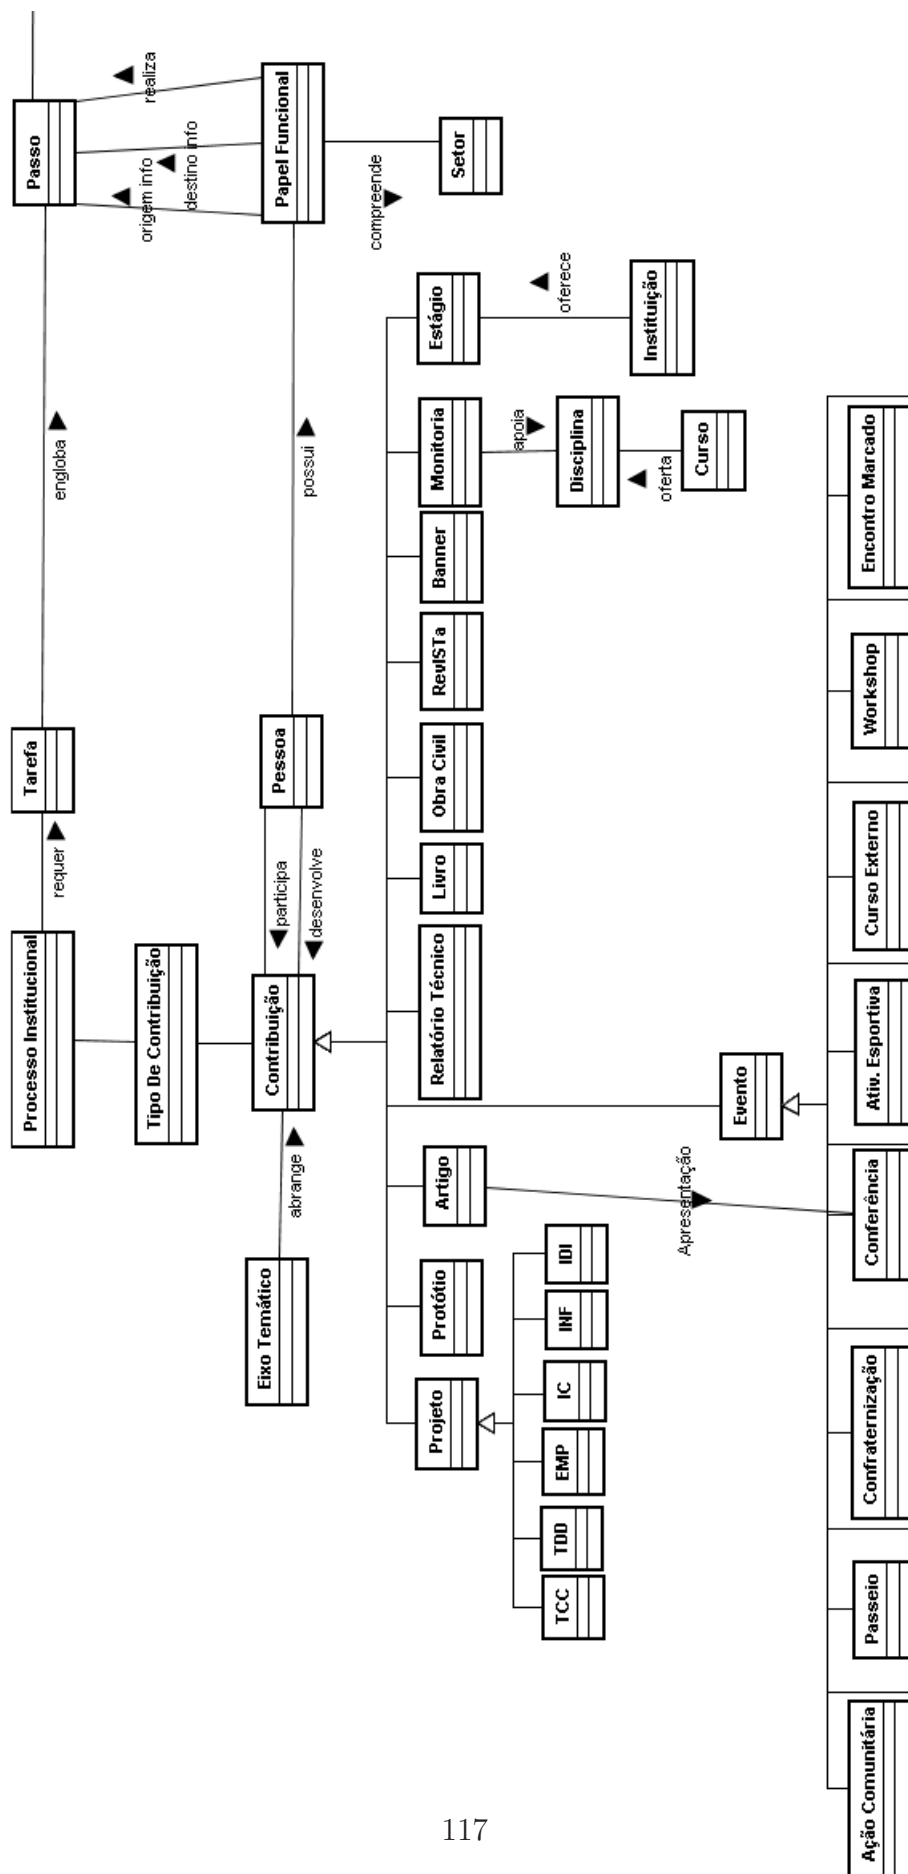 Processo Institucional
requer
Tarefa
engloba
Passo
Tipo De Contribuição
origem info
destino info
realiza
Eixo Temático
abrange
Contribuição
participa
desenvolve
Pessoa
possui
Papel Funcional
compreende
Setor
Projeto
Protótio
Artigo
Relatório Técnico
Livro
Obra Civil
RevISTa
Banner
Monitoria
Estágio
apoia
oferece
TCC
TDD
EMP
IC
INF
IDI
Disciplina
Instituição
oferta
Curso
Apresentação
Evento
Ação Comunitária
Passeio
Confraternização
Conferência
Ativ. Esportiva
Curso Externo
Workshop
Encontro Marcado
117